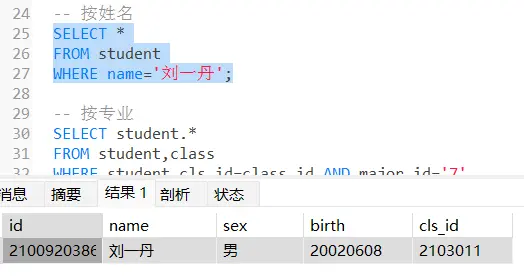 24 -- 按姓名
25 SELECT *
26 FROM student
27 WHERE name='刘一丹';
28
29 -- 按专业
30 SELECT student.*
31 FROM student,class
32 WHERE student.cls_id=class.id AND major_id='7'
消息 摘要 结果 1 剖析 状态
id name sex birth cls_id
2100920386 刘一丹 男 20020608 2103011